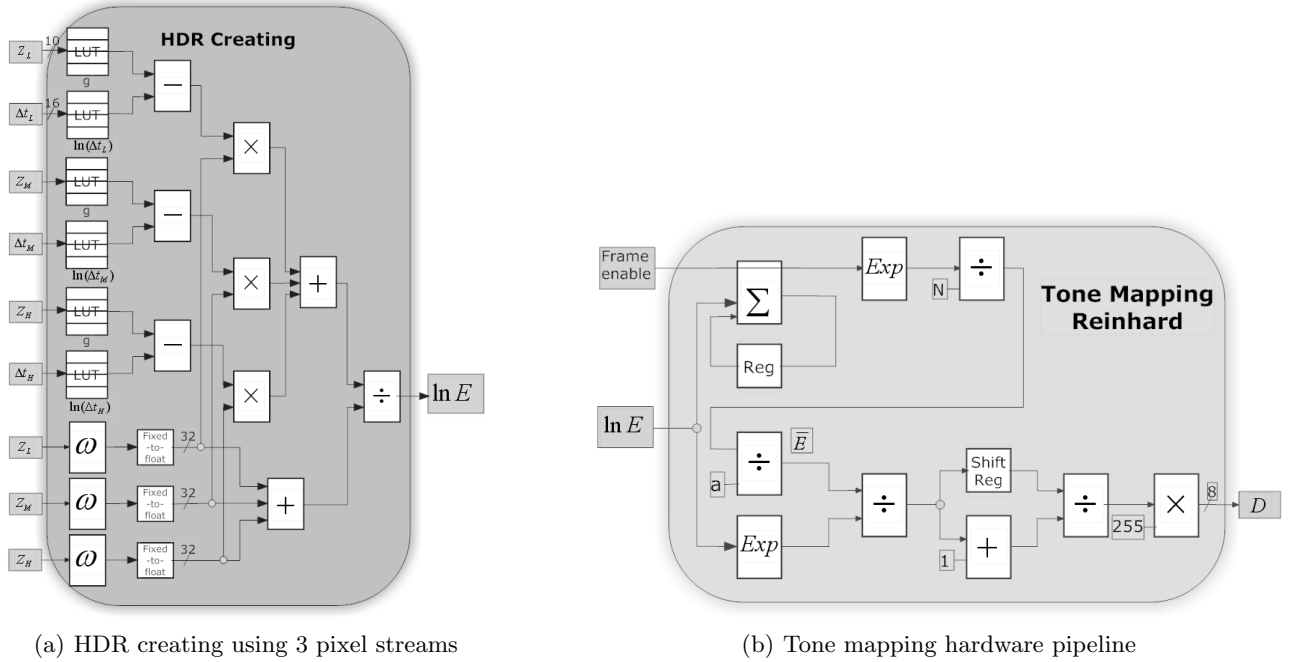 HDR Creating
Z_L
10
LUT
g
Δt_L
16
LUT
ln(Δt_L)
−
×
Z_M
LUT
g
Δt_M
LUT
ln(Δt_M)
−
×
+
Z_H
LUT
g
Δt_H
LUT
ln(Δt_H)
−
×
÷
ln E
Z_L
ω
Fixed
-to-
float
32
Z_M
ω
Fixed
-to-
float
32
+
Z_H
ω
Fixed
-to-
float
32
(a) HDR creating using 3 pixel streams
Frame
enable
Σ
Reg
Exp
N
÷
Tone Mapping
Reinhard
ln E
a
÷
E̅
Exp
÷
Shift
Reg
1
+
÷
255
×
8
D
(b) Tone mapping hardware pipeline